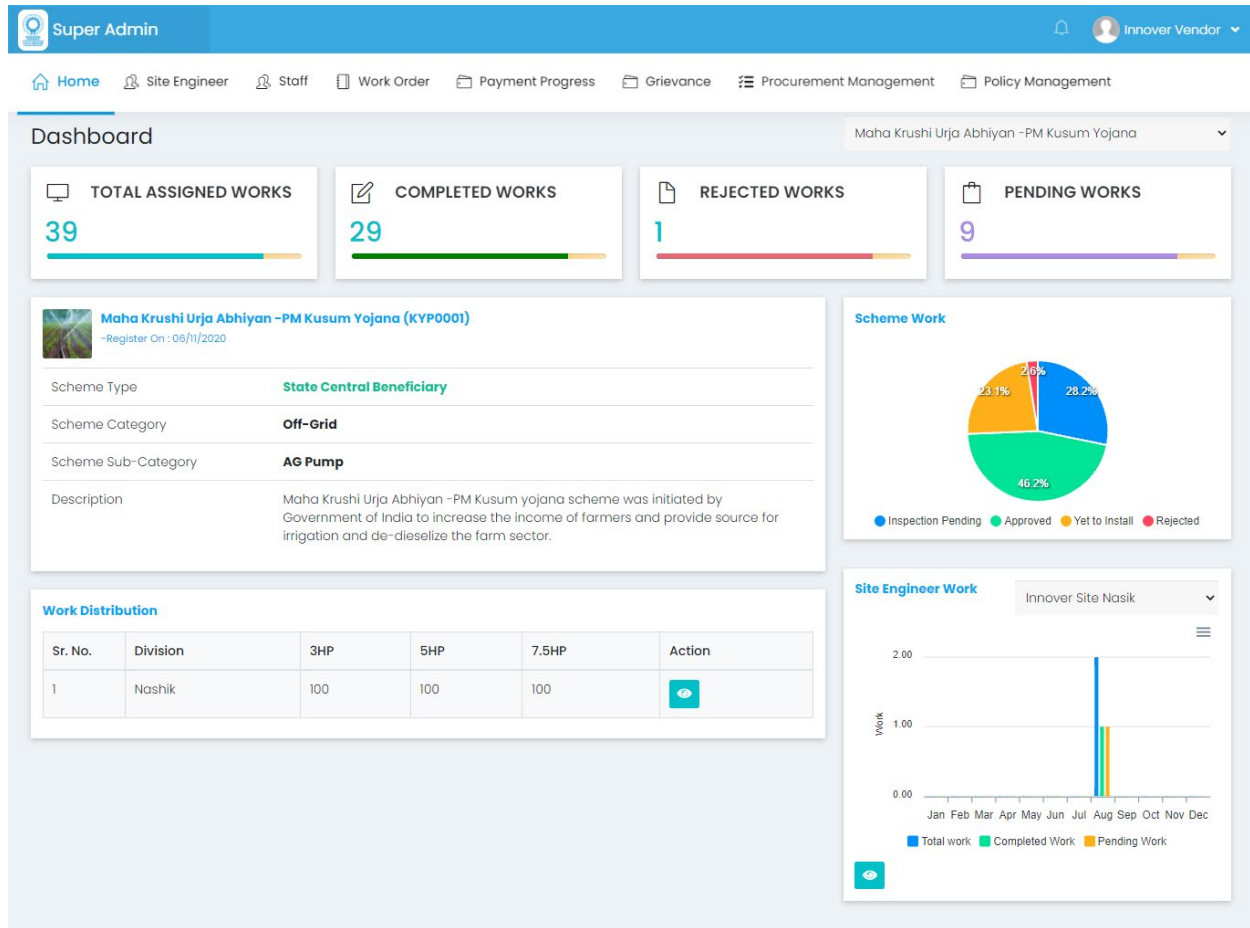 Super Admin
Innover Vendor
Home Site Engineer Staff Work Order Payment Progress Grievance Procurement Management Policy Management
Dashboard
Maha Krushi Urja Abhiyan -PM Kusum Yojana
TOTAL ASSIGNED WORKS
39
COMPLETED WORKS
29
REJECTED WORKS
1
PENDING WORKS
9
Maha Krushi Urja Abhiyan -PM Kusum Yojana (KYP0001)
-Register On : 06/11/2020
Scheme Type State Central Beneficiary
Scheme Category Off-Grid
Scheme Sub-Category AG Pump
Description Maha Krushi Urja Abhiyan -PM Kusum yojana scheme was initiated by
Government of India to increase the income of farmers and provide source for
irrigation and de-dieselize the farm sector.
Scheme Work
2.6%
23.1%
28.2%
46.2%
Inspection Pending Approved Yet to Install Rejected
Work Distribution
Sr. No. Division 3HP 5HP 7.5HP Action
1 Nashik 100 100 100
Site Engineer Work
Innover Site Nasik
2.00
1.00
0.00
Work
Jan Feb Mar Apr May Jun Jul Aug Sep Oct Nov Dec
Total work Completed Work Pending Work